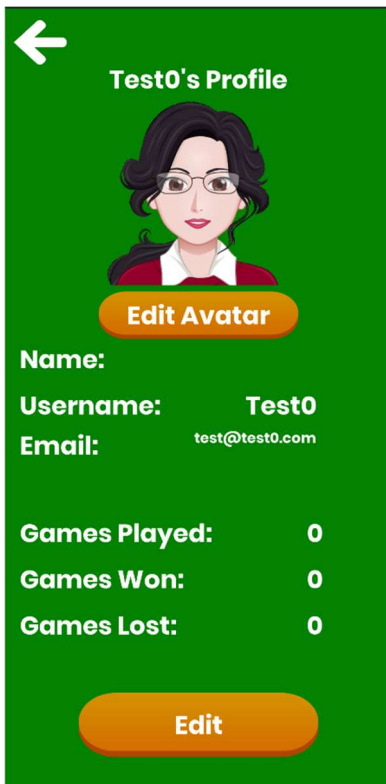 Test0's Profile
Edit Avatar
Name:
Username: Test0
Email: test@test0.com
Games Played: 0
Games Won: 0
Games Lost: 0
Edit